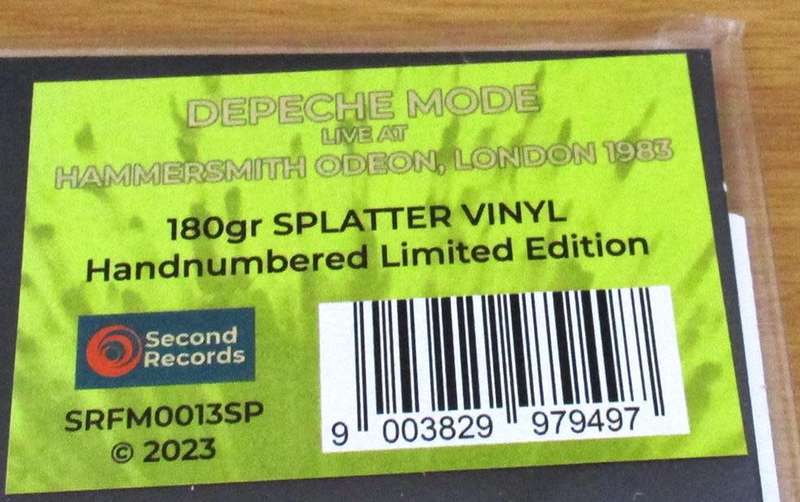 DEPECHE MODE
LIVE AT
HAMMERSMITH ODEON, LONDON 1983
180gr SPLATTER VINYL
Handnumbered Limited Edition
Second
Records
SRFM0013SP
© 2023
9 003829 979497